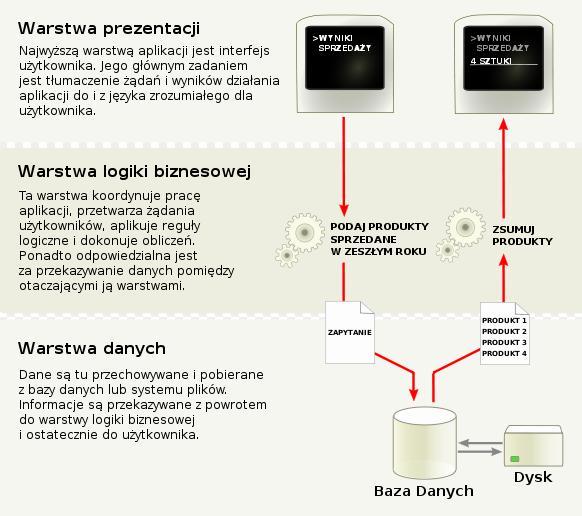 Warstwa prezentacji
Najwyższą warstwą aplikacji jest interfejs
użytkownika. Jego głównym zadaniem
jest tłumaczenie żądań i wyników działania
aplikacji do i z języka zrozumiałego dla
użytkownika.
>WYNIKI
SPRZEDAŻY
>WYNIKI
SPRZEDAŻY
4 SZTUKI
Warstwa logiki biznesowej
Ta warstwa koordynuje pracę
aplikacji, przetwarza żądania
użytkowników, aplikuje reguły
logiczne i dokonuje obliczeń.
Ponadto odpowiedzialna jest
za przekazywanie danych pomiędzy
otaczającymi ją warstwami.
PODAJ PRODUKTY
SPRZEDANE
W ZESZŁYM ROKU
ZSUMUJ
PRODUKTY
Warstwa danych
Dane są tu przechowywane i pobierane
z bazy danych lub systemu plików.
Informacje są przekazywane z powrotem
do warstwy logiki biznesowej
i ostatecznie do użytkownika.
ZAPYTANIE
PRODUKT 1
PRODUKT 2
PRODUKT 3
PRODUKT 4
Baza Danych
Dysk